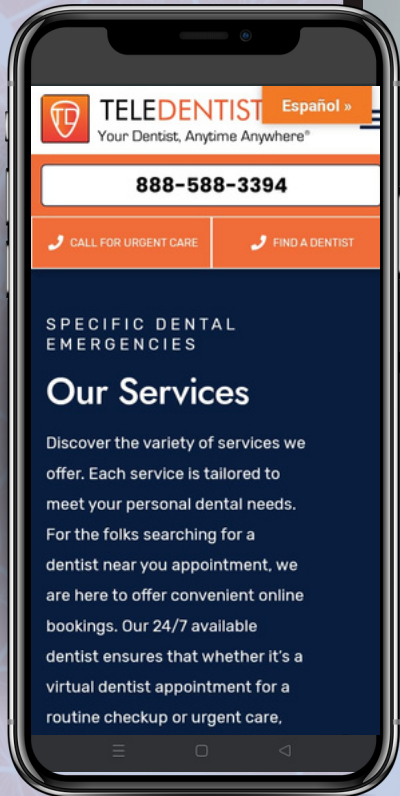 TELEDENTIST
Español »
Your Dentist, Anytime Anywhere®
888-588-3394
CALL FOR URGENT CARE
FIND A DENTIST
SPECIFIC DENTAL
EMERGENCIES
Our Services
Discover the variety of services we
offer. Each service is tailored to
meet your personal dental needs.
For the folks searching for a
dentist near you appointment, we
are here to offer convenient online
bookings. Our 24/7 available
dentist ensures that whether it’s a
virtual dentist appointment for a
routine checkup or urgent care,